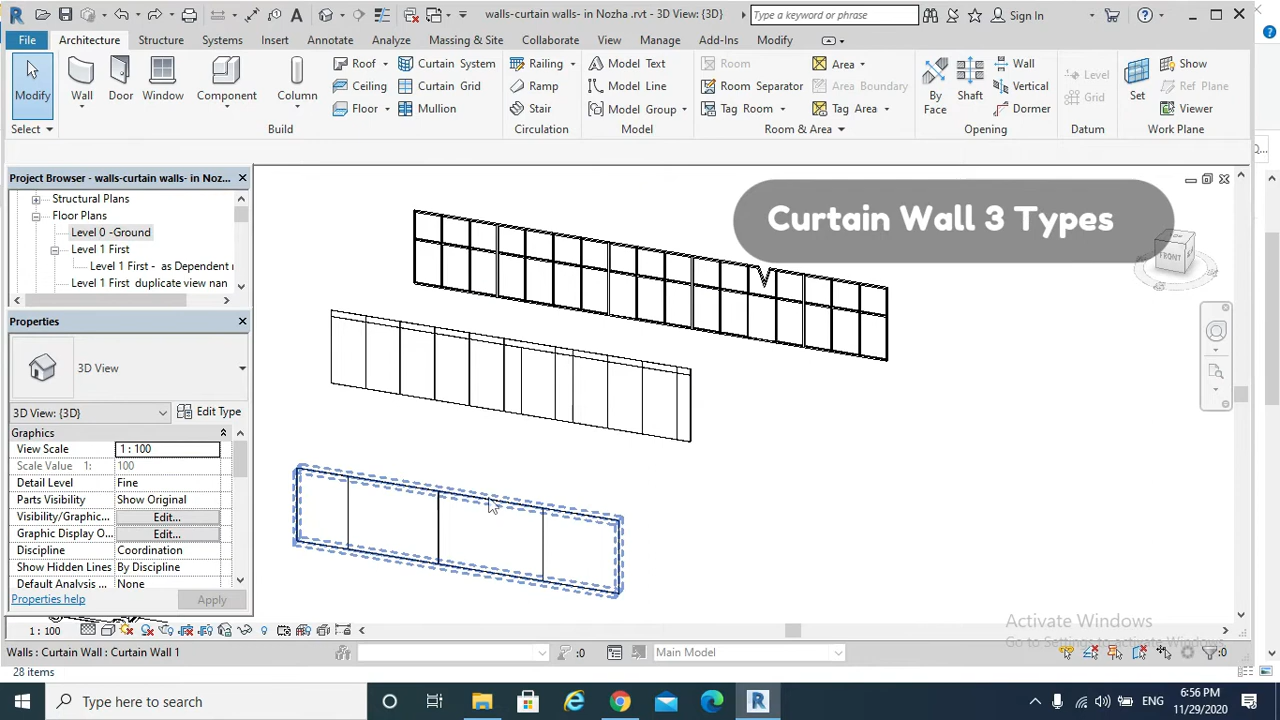 walls-curtain walls- in Nozha .rvt - 3D View: {3D}
Type a keyword or phrase
Sign In
File
Architecture
Structure
Systems
Insert
Annotate
Analyze
Massing & Site
Collaborate
View
Manage
Add-Ins
Modify
Modify
Wall
Door
Window
Component
Column
Roof
Ceiling
Floor
Curtain System
Curtain Grid
Mullion
Railing
Ramp
Stair
Model Text
Model Line
Model Group
Room
Room Separator
Tag Room
Area
Area Boundary
Tag Area
By
Face
Shaft
Wall
Vertical
Dormer
Level
Grid
Set
Show
Ref Plane
Viewer
Select
Build
Circulation
Model
Room & Area
Opening
Datum
Work Plane
Project Browser - walls-curtain walls- in Noz...
Structural Plans
Floor Plans
Level 0 -Ground
Level 1 First
Level 1 First - as Dependent
Level 1 First duplicate view nan
Curtain Wall 3 Types
FRONT
Properties
3D View
3D View: {3D}
Edit Type
Graphics
View Scale
1 : 100
Scale Value 1:
100
Detail Level
Fine
Parts Visibility
Show Original
Visibility/Graphic...
Edit...
Graphic Display O...
Edit...
Discipline
Coordination
Show Hidden Lines
By Discipline
Default Analysis ...
None
Properties help
Apply
Activate Windows
Go to Settings to activate Windows.
1 : 100
Walls : Curtain Wall : Curtain Wall 1
:0
Main Model
:0
28 items
Type here to search
ENG
6:56 PM
11/29/2020